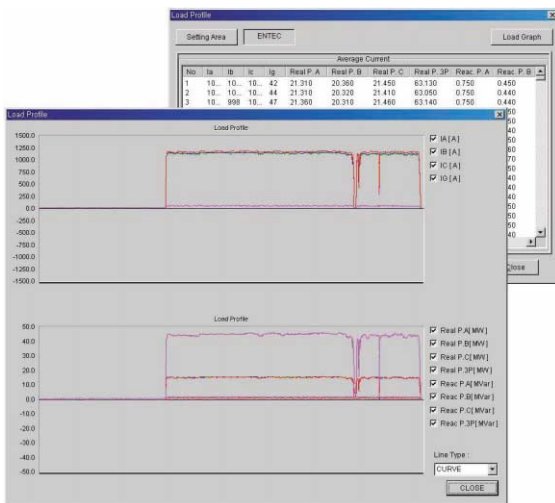 Load Profile
Setting Area
ENTEC
Load Graph
Average Current
No. Ia Ib Ic Ig Real P. A Real P. B Real P. C Real P. 3P Reac. P. A Reac. P. B
1 10... 10... 10... 42 21.310 20.360 21.450 63.130 0.750 0.450
2 10... 10... 10... 44 21.310 20.320 21.410 63.050 0.750 0.440
3 10... 998 10... 47 21.360 20.310 21.460 63.140 0.750 0.440
Close
Load Profile
Load Profile
1500.0
1250.0
1000.0
750.0
500.0
250.0
0.0
-250.0
-500.0
-750.0
-1000.0
-1250.0
-1500.0
IA [A]
IB [A]
IC [A]
IG [A]
Load Profile
50.0
40.0
30.0
20.0
10.0
0.0
-10.0
-20.0
-30.0
-40.0
-50.0
Real P.A[MW]
Real P.B[MW]
Real P.C[MW]
Real P.3P[MW]
Reac P.A[MVar]
Reac P.B[MVar]
Reac P.C[MVar]
Reac P.3P[MVar]
Line Type :
CURVE
CLOSE